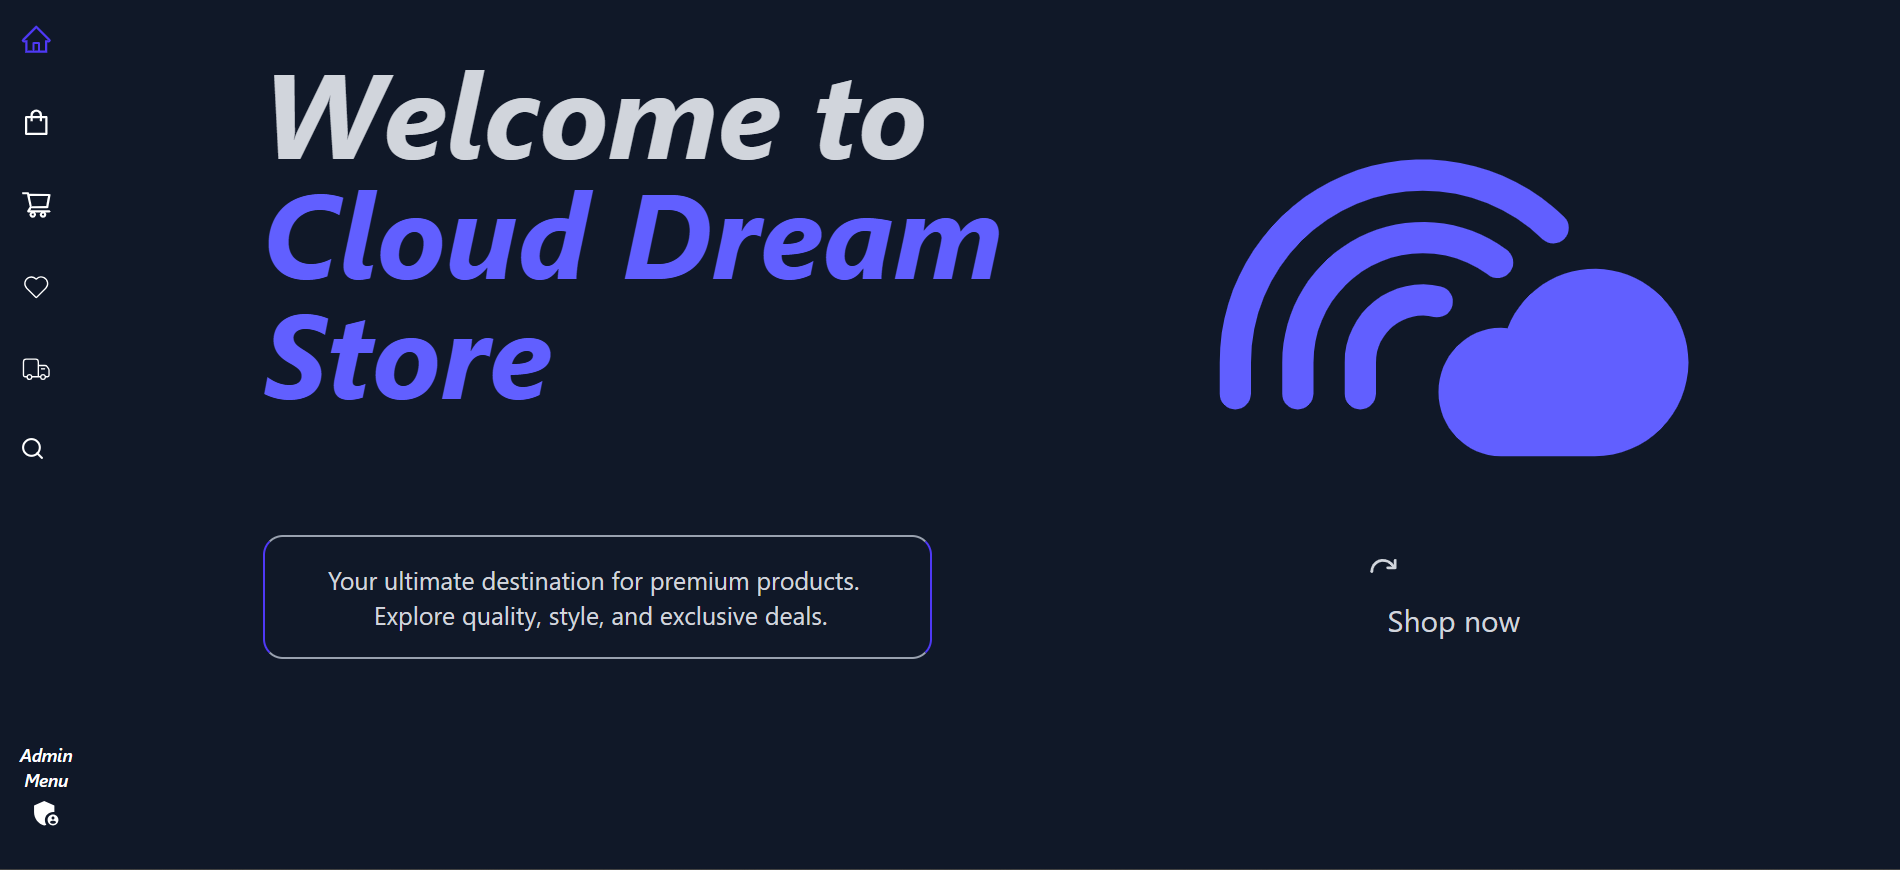 Welcome to
Cloud Dream
Store
Your ultimate destination for premium products.
Explore quality, style, and exclusive deals.
Shop now
Admin
Menu